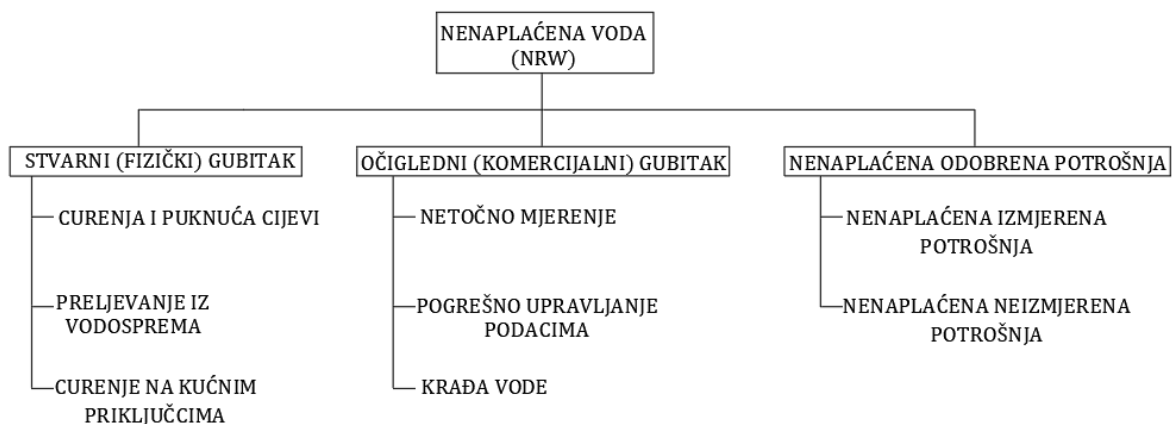 NENAPLAĆENA VODA
(NRW)
STVARNI (FIZIČKI) GUBITAK
CURENJA I PUKNUĆA CIJEVI
PRELJEVANJE IZ
VODOSPREMA
CURENJE NA KUĆNIM
PRIKLJUČCIMA
OČIGLEDNI (KOMERCIJALNI) GUBITAK
NETOČNO MJERENJE
POGREŠNO UPRAVLJANJE
PODACIMA
KRAĐA VODE
NENAPLAĆENA ODOBRENA POTROŠNJA
NENAPLAĆENA IZMJERENA
POTROŠNJA
NENAPLAĆENA NEIZMJERENA
POTROŠNJA